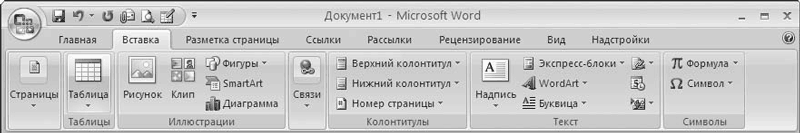 Документ1 - Microsoft Word
Главная Вставка Разметка страницы Ссылки Рассылки Рецензирование Вид Надстройки
Страницы
Таблица
Таблицы
Рисунок
Клип
Фигуры
SmartArt
Диаграмма
Иллюстрации
Связи
Верхний колонтитул
Нижний колонтитул
Номер страницы
Колонтитулы
A
Надпись
Экспресс-блоки
WordArt
Буквица
Текст
π Формула
Ω Символ
Символы